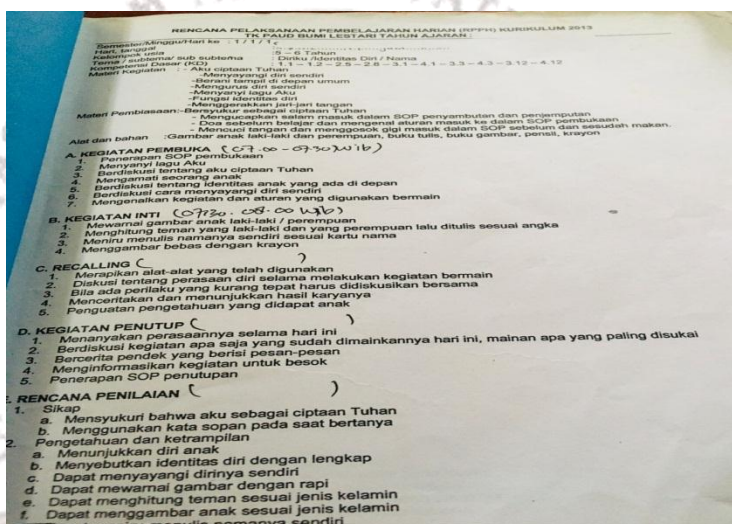 RENCANA PELAKSANAAN PEMBELAJARAN HARIAN (RPPH) KURIKULUM 2013
TK PAUD BUMI LESTARI TAHUN AJARAN :
Semester/Minggu/Hari ke : 1 / 1 / 1
Hari, tanggal :
Kelompok usia : 5 – 6 Tahun
Tema / subtema/ sub subtema : Diriku /Identitas Diri / Nama
Kompetensi Dasar (KD) : 1.1 – 1.2 – 2.5 – 2.8 – 3.1 – 4.1 – 3.3 – 4.3 – 3.12 – 4.12
Materi Kegiatan : - Aku ciptaan Tuhan
-Menyayangi diri sendiri
-Berani tampil di depan umum
-Mengurus diri sendiri
-Menyanyi lagu Aku
-Fungsi identitas diri
-Menggerakkan jari-jari tangan
Materi Pembiasaan:-Bersyukur sebagai ciptaan Tuhan
- Mengucapkan salam masuk dalam SOP penyambutan dan penjemputan
- Doa sebelum belajar dan mengenal aturan masuk ke dalam SOP pembukaan
- Mencuci tangan dan menggosok gigi masuk dalam SOP sebelum dan sesudah makan.
Alat dan bahan :Gambar anak laki-laki dan perempuan, buku tulis, buku gambar, pensil, krayon
A. KEGIATAN PEMBUKA (07.00 – 07.30 Wib)
1. Penerapan SOP pembukaan
2. Menyanyi lagu Aku
3. Berdiskusi tentang aku ciptaan Tuhan
4. Mengamati seorang anak
5. Berdiskusi tentang identitas anak yang ada di depan
6. Berdiskusi cara menyayangi diri sendiri
7. Mengenalkan kegiatan dan aturan yang digunakan bermain
B. KEGIATAN INTI (07.30 - 08.00 Wib)
1. Mewarnai gambar anak laki-laki / perempuan
2. Menghitung teman yang laki-laki dan yang perempuan lalu ditulis sesuai angka
3. Meniru menulis namanya sendiri sesuai kartu nama
4. Menggambar bebas dengan krayon
C. RECALLING ( )
1. Merapikan alat-alat yang telah digunakan
2. Diskusi tentang perasaan diri selama melakukan kegiatan bermain
3. Bila ada perilaku yang kurang tepat harus didiskusikan bersama
4. Menceritakan dan menunjukkan hasil karyanya
5. Penguatan pengetahuan yang didapat anak
D. KEGIATAN PENUTUP ( )
1. Menanyakan perasaannya selama hari ini
2. Berdiskusi kegiatan apa saja yang sudah dimainkannya hari ini, mainan apa yang paling disukai
3. Bercerita pendek yang berisi pesan-pesan
4. Menginformasikan kegiatan untuk besok
5. Penerapan SOP penutupan
RENCANA PENILAIAN ( )
1. Sikap
a. Mensyukuri bahwa aku sebagai ciptaan Tuhan
b. Menggunakan kata sopan pada saat bertanya
2. Pengetahuan dan ketrampilan
a. Menunjukkan diri anak
b. Menyebutkan identitas diri dengan lengkap
c. Dapat menyayangi dirinya sendiri
d. Dapat mewarnai gambar dengan rapi
e. Dapat menghitung teman sesuai jenis kelamin
f. Dapat menggambar anak sesuai jenis kelamin
menulis namanya sendiri